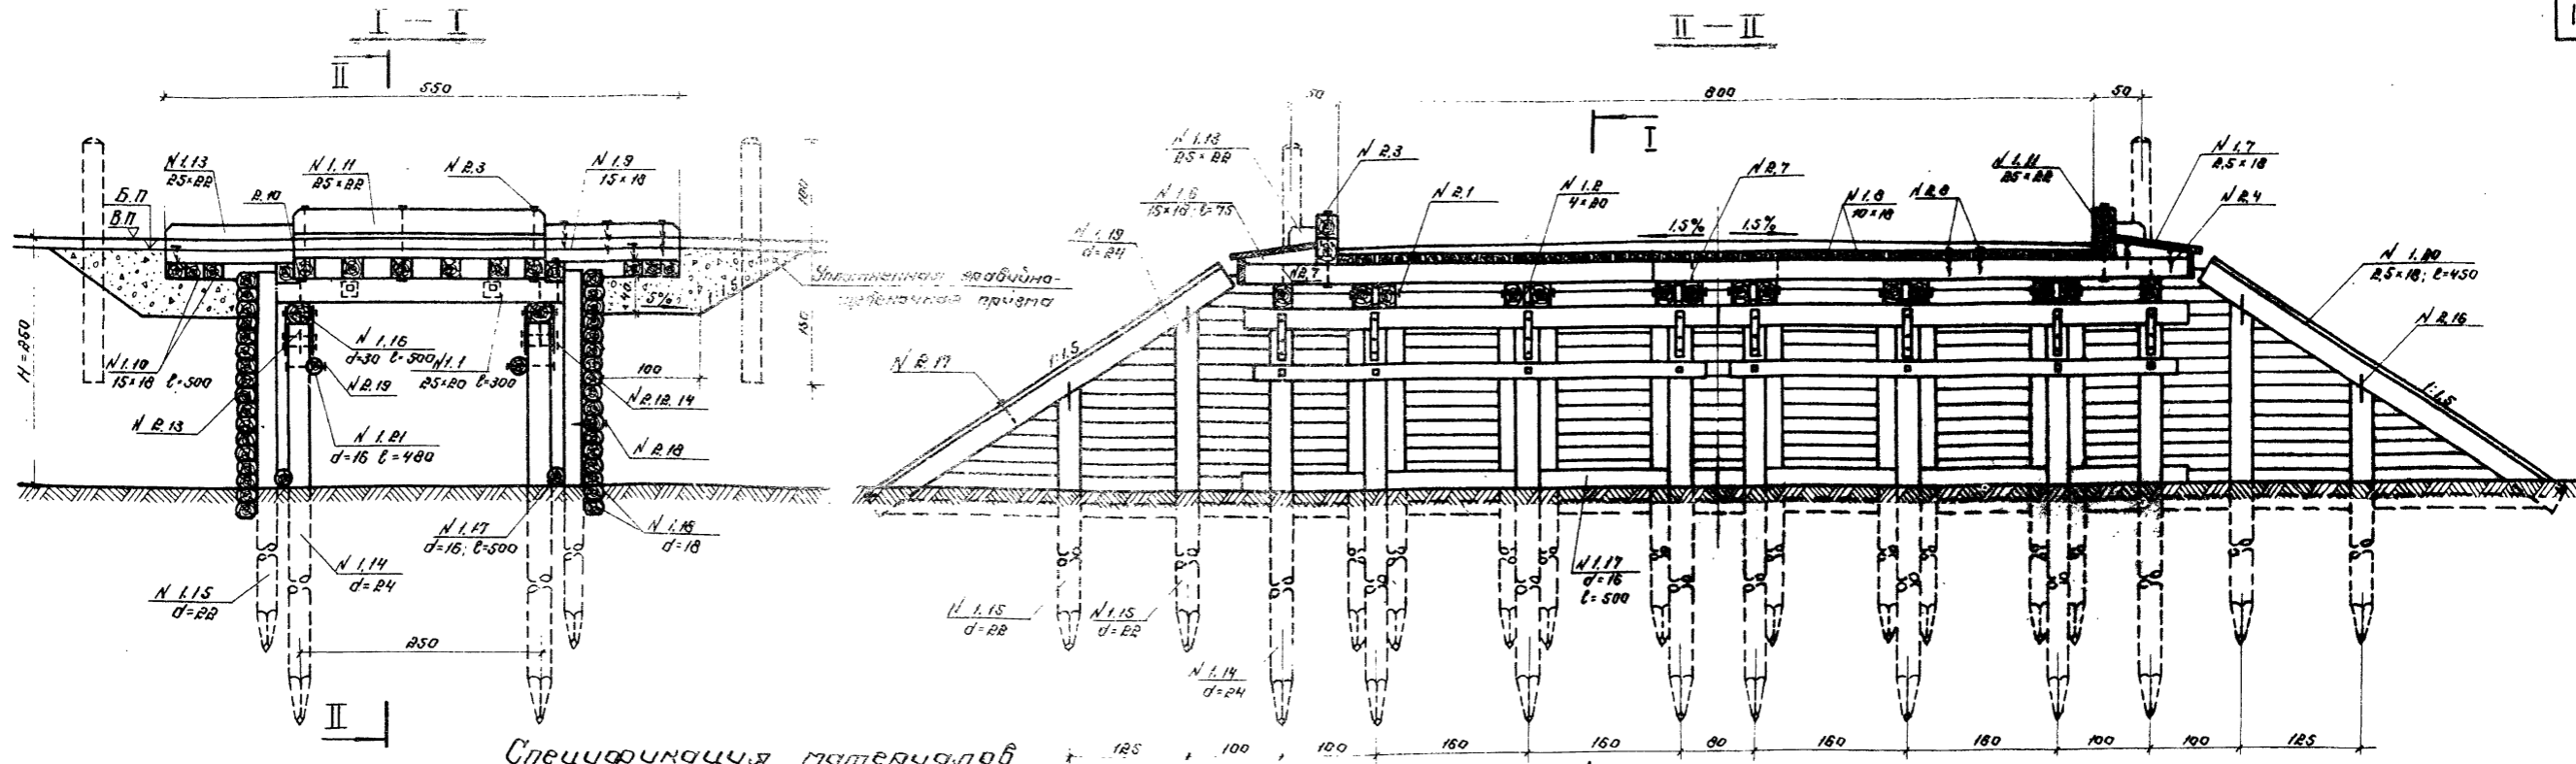 I — I
II
550
N 1.13
25×22
N 1.11
25×22
N 2.3
N 1.9
15×18
Б.П
В.П
2.10
100
150
H=250
40
5%
Уплотненная гравийно-
щебеночная призма
N 1.10
15×18 ℓ=500
N 1.16
d=30 ℓ=500
N 1.1
25×20 ℓ=300
100
N 2.19
N 2.12, 14
N 2.13
N 1.21
d=16 ℓ=480
N 2.18
N 1.17
d=16; ℓ=500
N 1.18
d=18
N 1.14
d=24
N 1.15
d=22
250
II
Спецификация материалов
II — II
50
800
50
I
N 1.13
25×22
N 2.3
N 1.6
15×18; ℓ=75
N 2.1
N 1.2
4×20
N 2.7
N 1.8
10×18
N 2.8
N 1.11
25×22
N 1.7
2,5×18
N 2.4
1.5%
1.5%
N 1.19
d=24
N 2.7
N 1.20
2,5×18; ℓ=450
N 2.16
N 2.17
1:1.5
1:1,5
N 1.17
d=16
ℓ=500
N 1.15
d=22
N 1.15
d=22
N 1.14
d=24
125
100
100
160
160
80
160
160
100
100
125